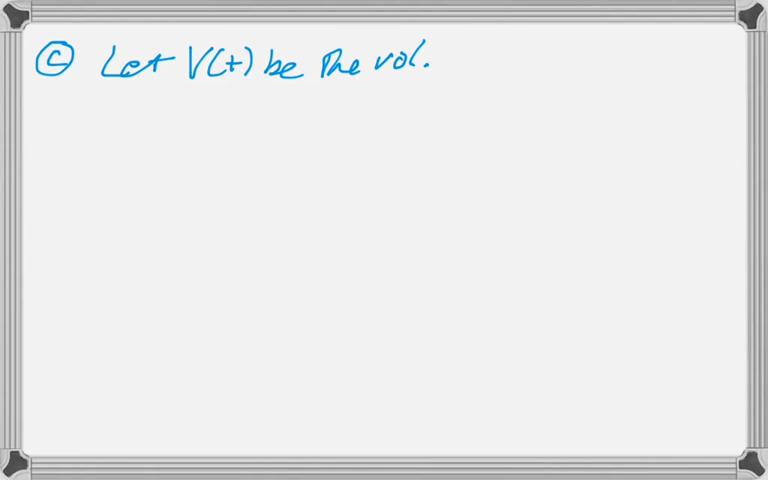 Ⓒ Let V(t) be the vol.